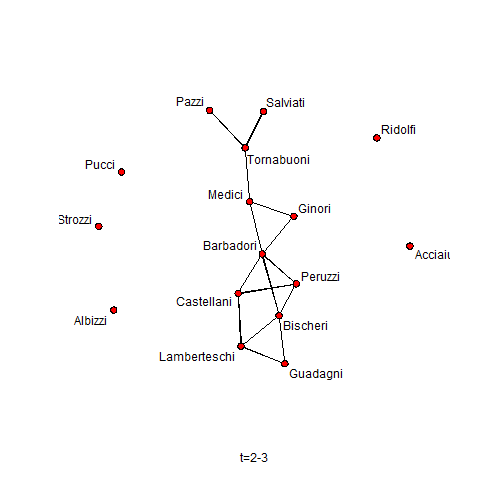 Pazzi
Salviati
Ridolfi
Tornabuoni
Pucci
Medici
Ginori
Strozzi
Barbadori
Acciaiu
Peruzzi
Castellani
Albizzi
Bischeri
Lamberteschi
Guadagni
t=2-3